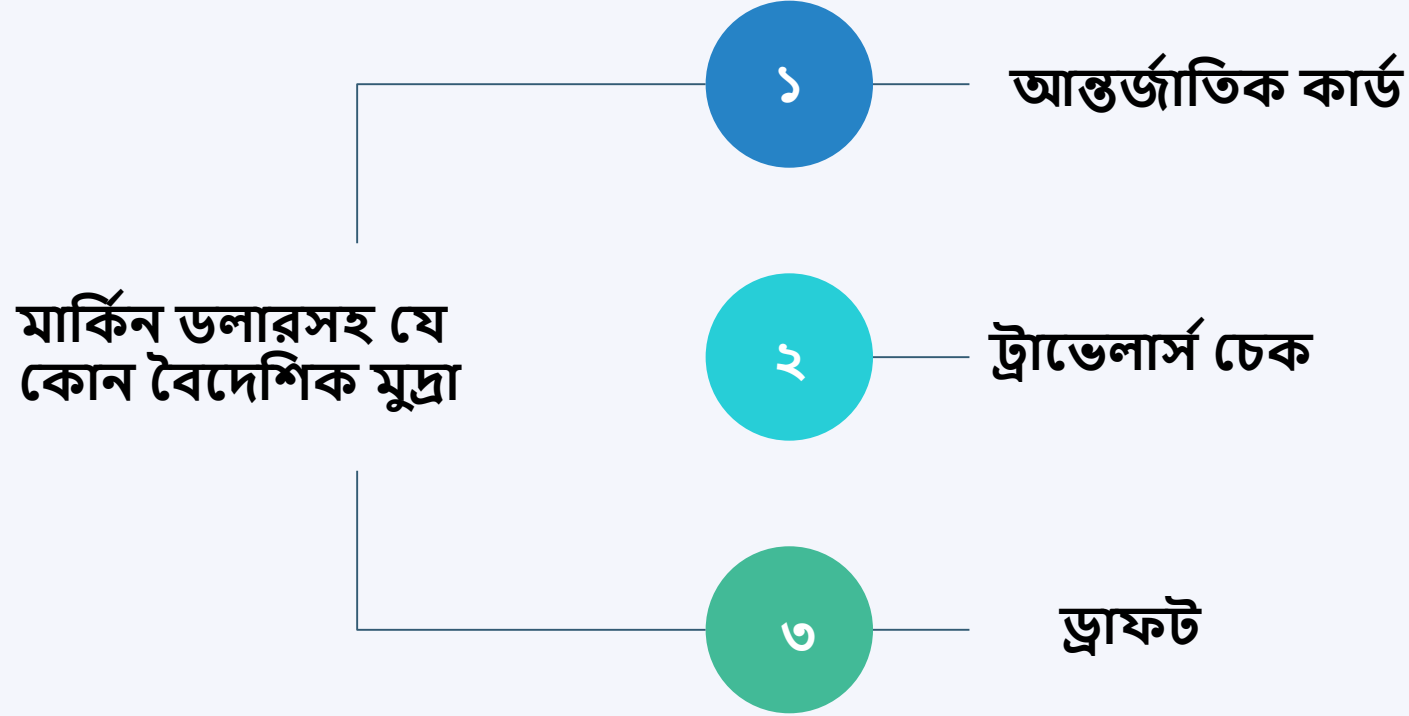 ১
আন্তর্জাতিক কার্ড
মার্কিন ডলারসহ যে
কোন বৈদেশিক মুদ্রা
২
ট্রাভেলার্স চেক
৩
ড্রাফট